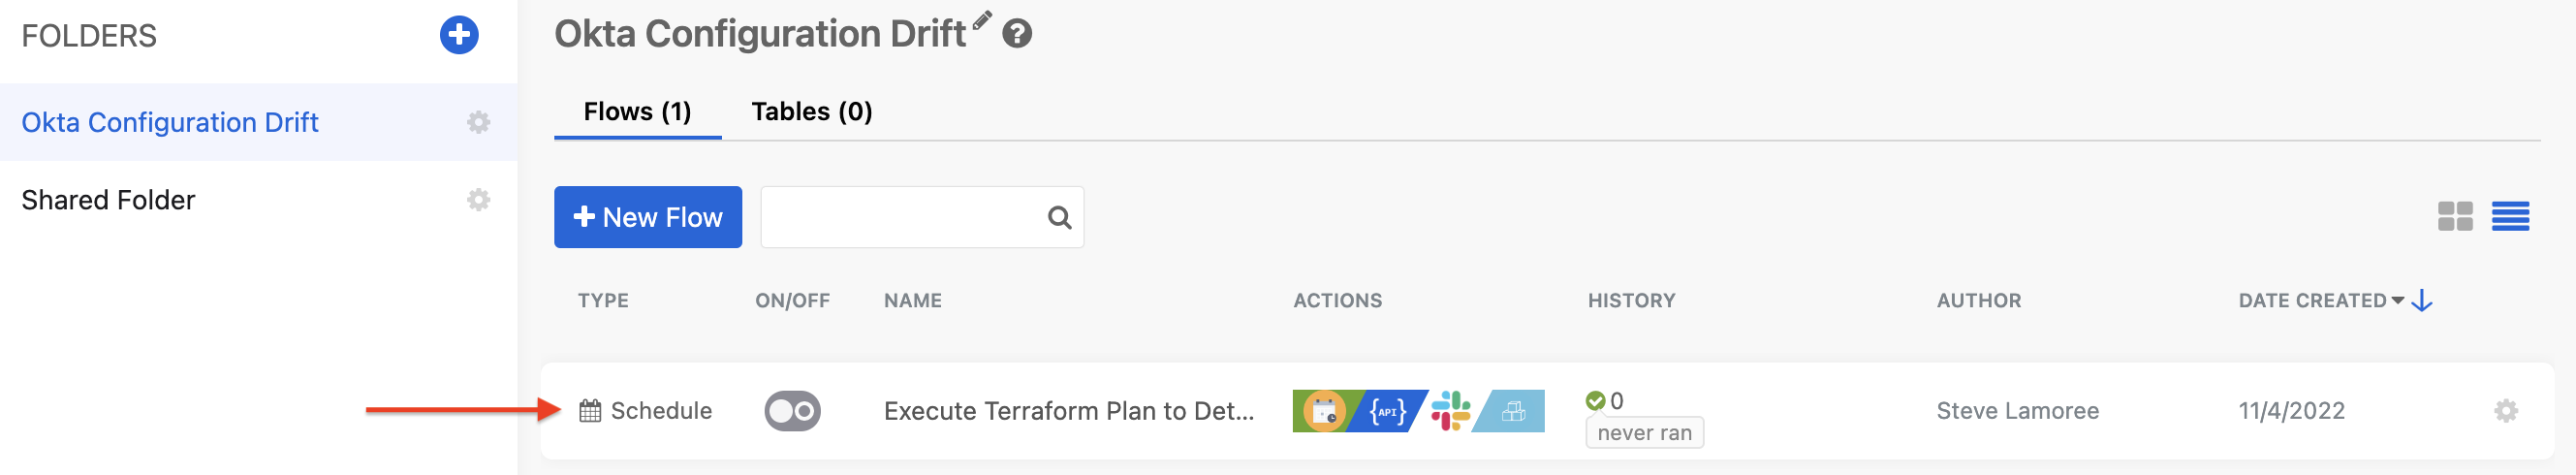 FOLDERS
Okta Configuration Drift
Shared Folder
Okta Configuration Drift
Flows (1) Tables (0)
New Flow
TYPE ON/OFF NAME ACTIONS HISTORY AUTHOR DATE CREATED
Schedule Execute Terraform Plan to Det... {API} 0 Steve Lamoree 11/4/2022
never ran